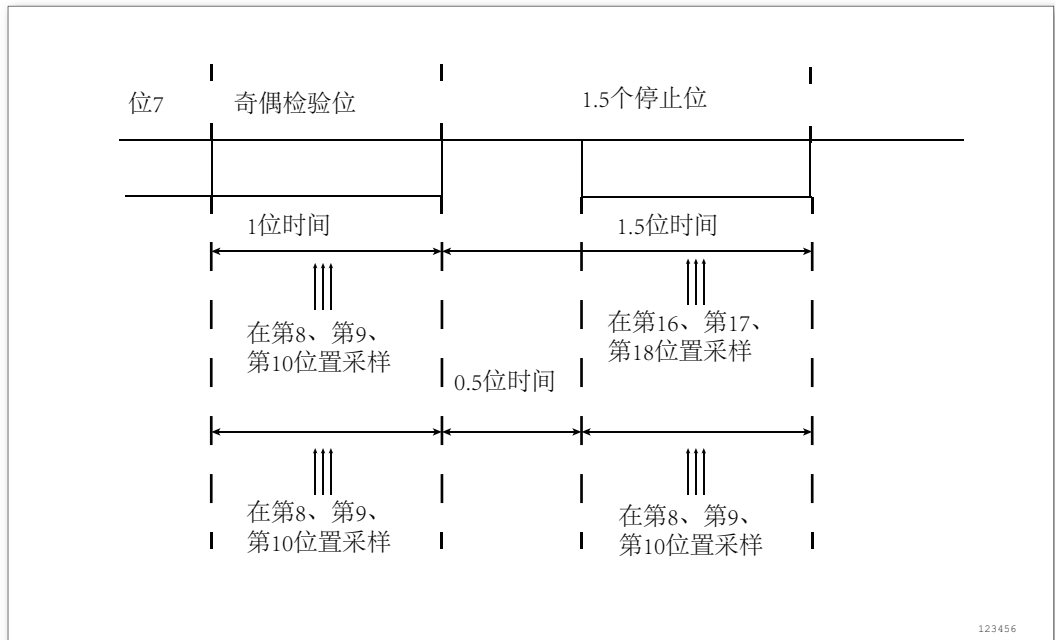 位7
奇偶检验位
1.5个停止位
1位时间
1.5位时间
在第8、第9、
第10位置采样
在第16、第17、
第18位置采样
0.5位时间
在第8、第9、
第10位置采样
在第8、第9、
第10位置采样
123456